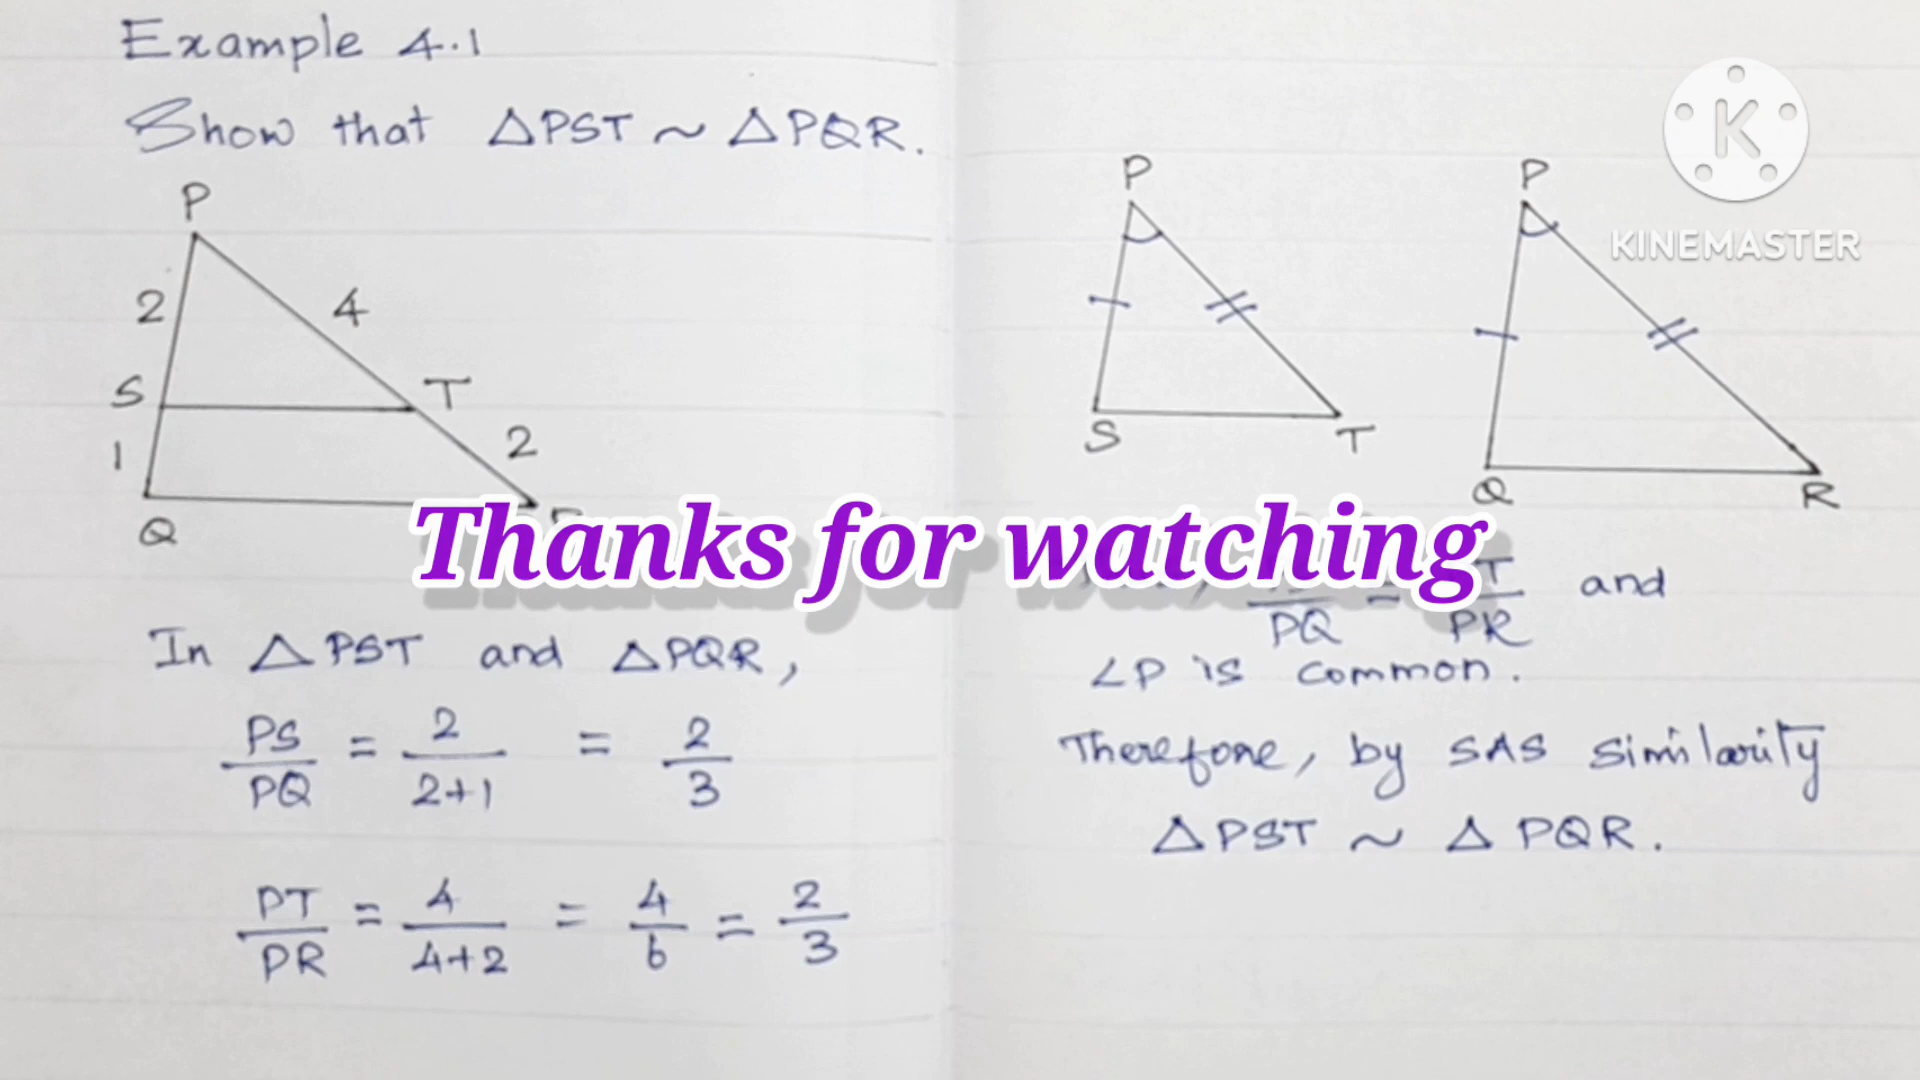 Example 4.1
Show that △PST ~ △PQR.
P
2
4
S
T
1
2
Q
In △PST and △PQR,
PS/PQ = 2/2+1 = 2/3
PT/PR = 4/4+2 = 4/6 = 2/3
P
S
T
P
Q
R
PQ = T/PR and
∠P is common.
Therefore, by SAS similarity
△PST ~ △PQR.
Thanks for watching
K
KINEMASTER